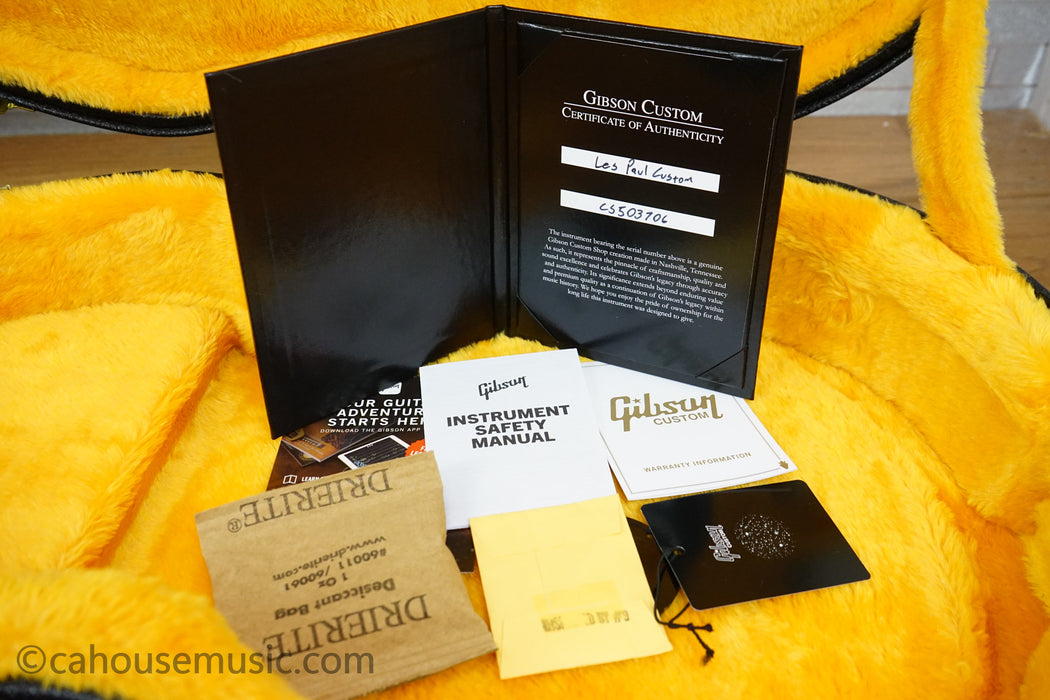 GIBSON CUSTOM
CERTIFICATE OF AUTHENTICITY
Les Paul Custom
CS503706
The instrument bearing the serial number above is a genuine
Gibson Custom Shop creation made in Nashville, Tennessee.
As such, it represents the pinnacle of craftsmanship, quality and
sound excellence and celebrates Gibson's legacy through accuracy
and authenticity. Its significance extends beyond enduring value
and premium quality as a continuation of Gibson's legacy within
music history. We hope you enjoy the pride of ownership for the
long life this instrument was designed to give.
GUIT
ADVENTUR
STARTS HER
DOWNLOAD THE GIBSON APP
LEARN
Gibson
INSTRUMENT
SAFETY
MANUAL
Gibson
CUSTOM
WARRANTY INFORMATION
DRIERITE
Desiccant Bag
1 Oz
#60011 /60061
www.drierite.com
DRIERITE®
Gibson
©cahousemusic.com